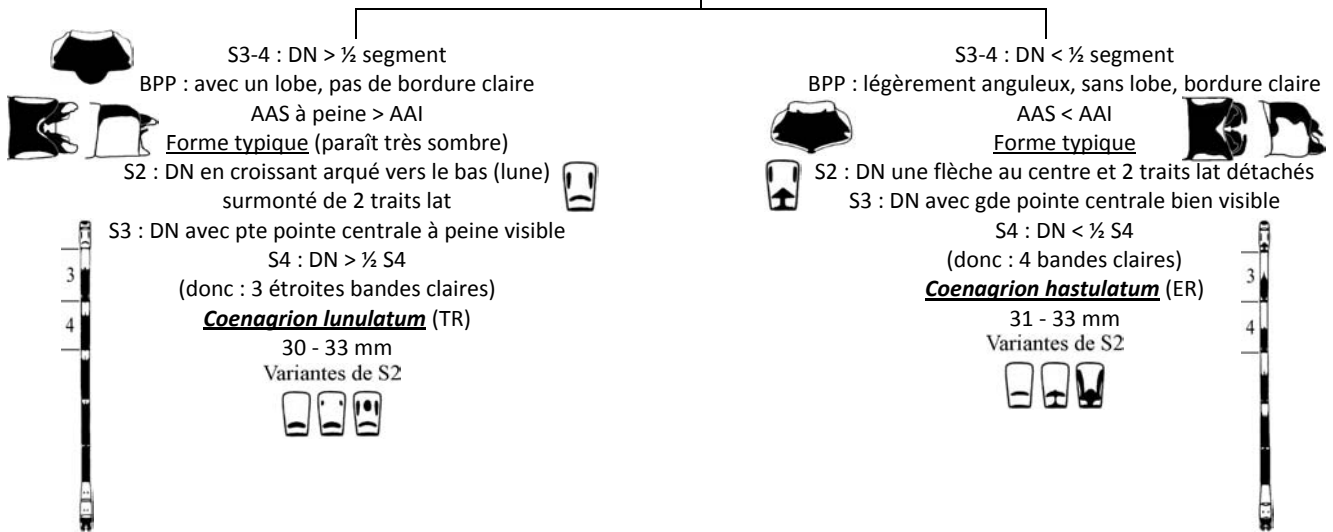 S3-4 : DN > ½ segment
BPP : avec un lobe, pas de bordure claire
AAS à peine > AAI
Forme typique (paraît très sombre)
S2 : DN en croissant arqué vers le bas (lune)
surmonté de 2 traits lat
S3 : DN avec pte pointe centrale à peine visible
S4 : DN > ½ S4
(donc : 3 étroites bandes claires)
Coenagrion lunulatum (TR)
30 - 33 mm
Variantes de S2
3
4
S3-4 : DN < ½ segment
BPP : légèrement anguleux, sans lobe, bordure claire
AAS < AAI
Forme typique
S2 : DN une flèche au centre et 2 traits lat détachés
S3 : DN avec gde pointe centrale bien visible
S4 : DN < ½ S4
(donc : 4 bandes claires)
Coenagrion hastulatum (ER)
31 - 33 mm
Variantes de S2
3
4